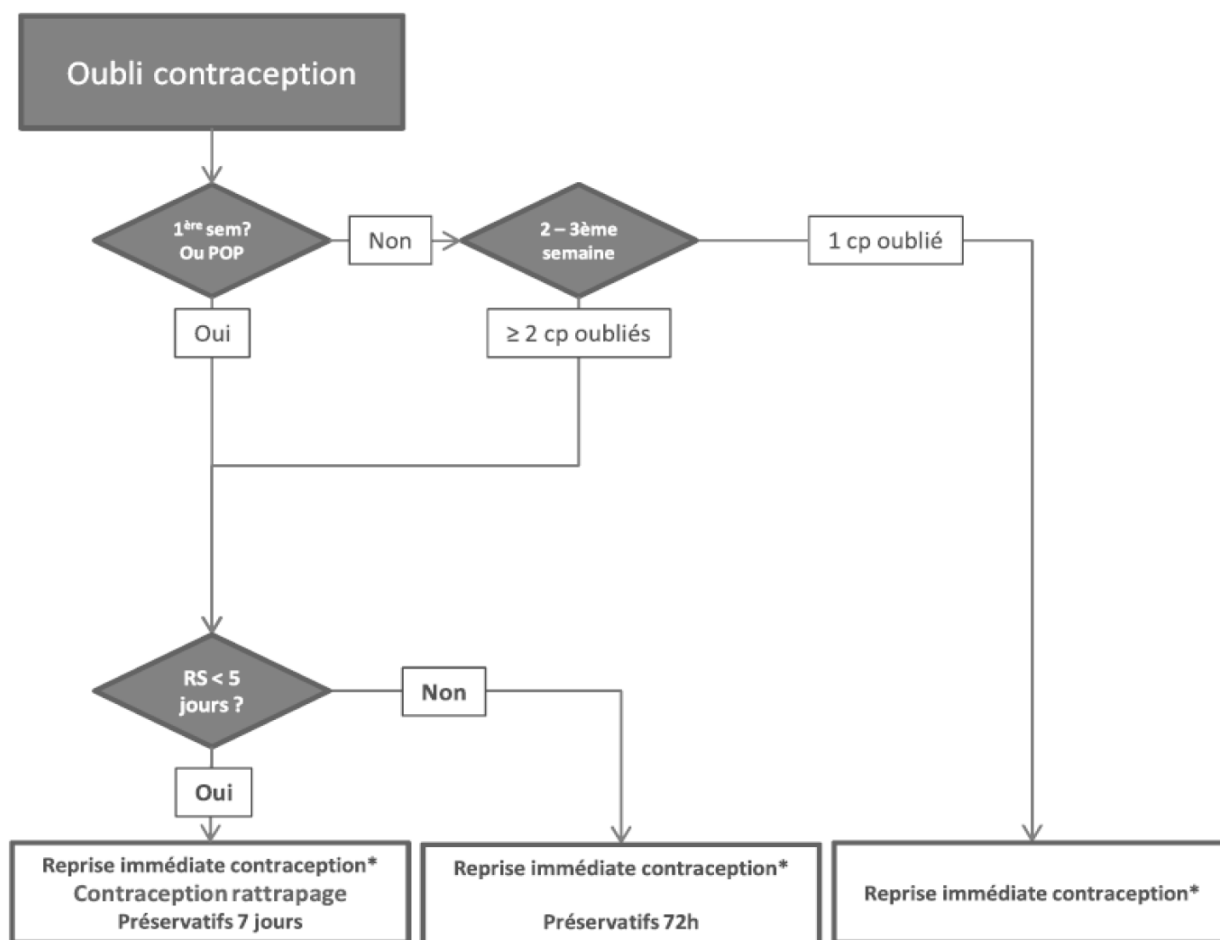 Oubli contraception
1ère sem?
Ou POP
Non
2 – 3ème
semaine
1 cp oublié
Oui
≥ 2 cp oubliés
RS < 5
jours ?
Non
Oui
Reprise immédiate contraception*
Contraception rattrapage
Préservatifs 7 jours
Reprise immédiate contraception*
Préservatifs 72h
Reprise immédiate contraception*